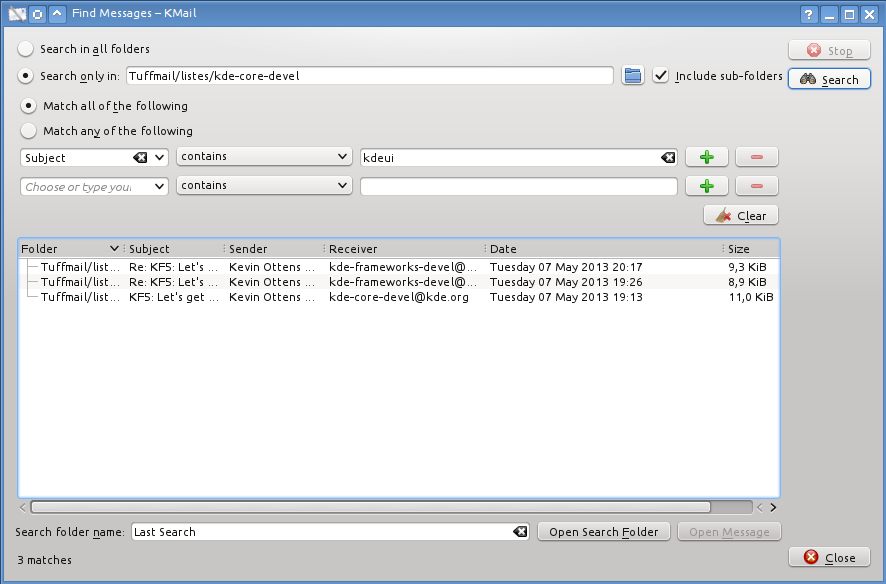 Find Messages – KMail
Search in all folders
Stop
Search only in: Tuffmail/listes/kde-core-devel
Include sub-folders
Search
Match all of the following
Match any of the following
Subject contains kdeui
Choose or type your contains
Clear
Folder Subject Sender Receiver Date Size
Tuffmail/list... Re: KF5: Let's ... Kevin Ottens ... kde-frameworks-devel@... Tuesday 07 May 2013 20:17 9,3 KiB
Tuffmail/list... Re: KF5: Let's ... Kevin Ottens ... kde-frameworks-devel@... Tuesday 07 May 2013 19:26 8,9 KiB
Tuffmail/list... KF5: Let's get ... Kevin Ottens ... kde-core-devel@kde.org Tuesday 07 May 2013 19:13 11,0 KiB
Search folder name: Last Search Open Search Folder Open Message
3 matches
Close